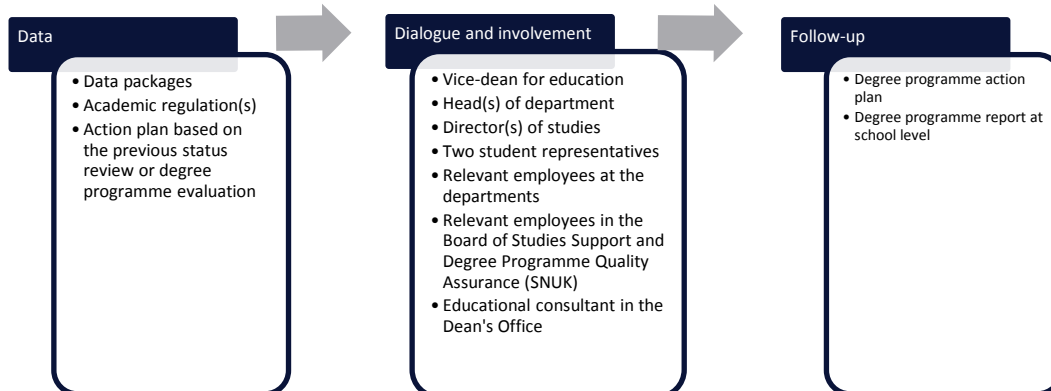 Data
• Data packages
• Academic regulation(s)
• Action plan based on
the previous status
review or degree
programme evaluation
Dialogue and involvement
• Vice-dean for education
• Head(s) of department
• Director(s) of studies
• Two student representatives
• Relevant employees at the
departments
• Relevant employees in the
Board of Studies Support and
Degree Programme Quality
Assurance (SNUK)
• Educational consultant in the
Dean's Office
Follow-up
• Degree programme action
plan
• Degree programme report at
school level